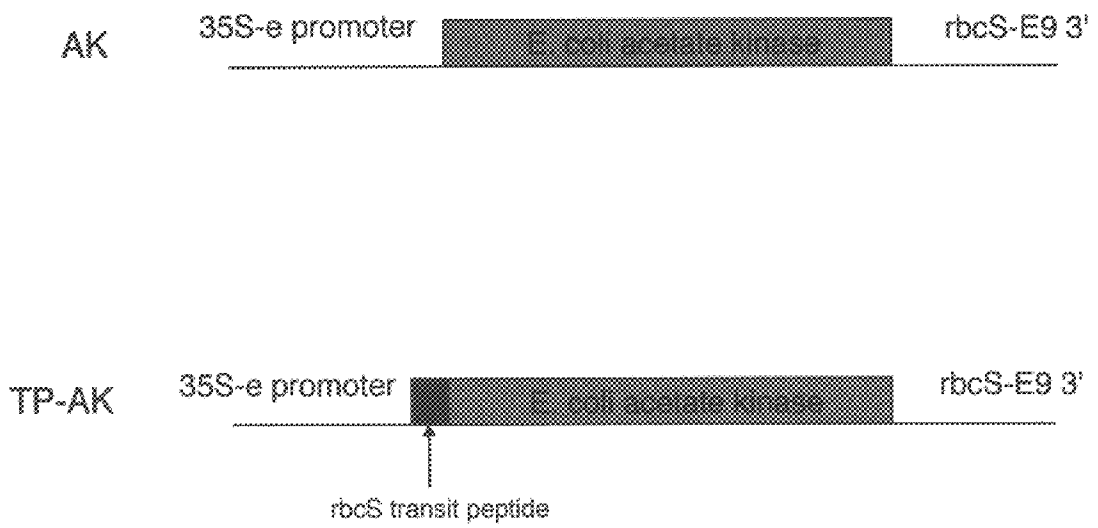 AK 35S-e promoter E. coli acetate kinase rbcS-E9 3'
TP-AK 35S-e promoter E. coli acetate kinase rbcS-E9 3'
rbcS transit peptide